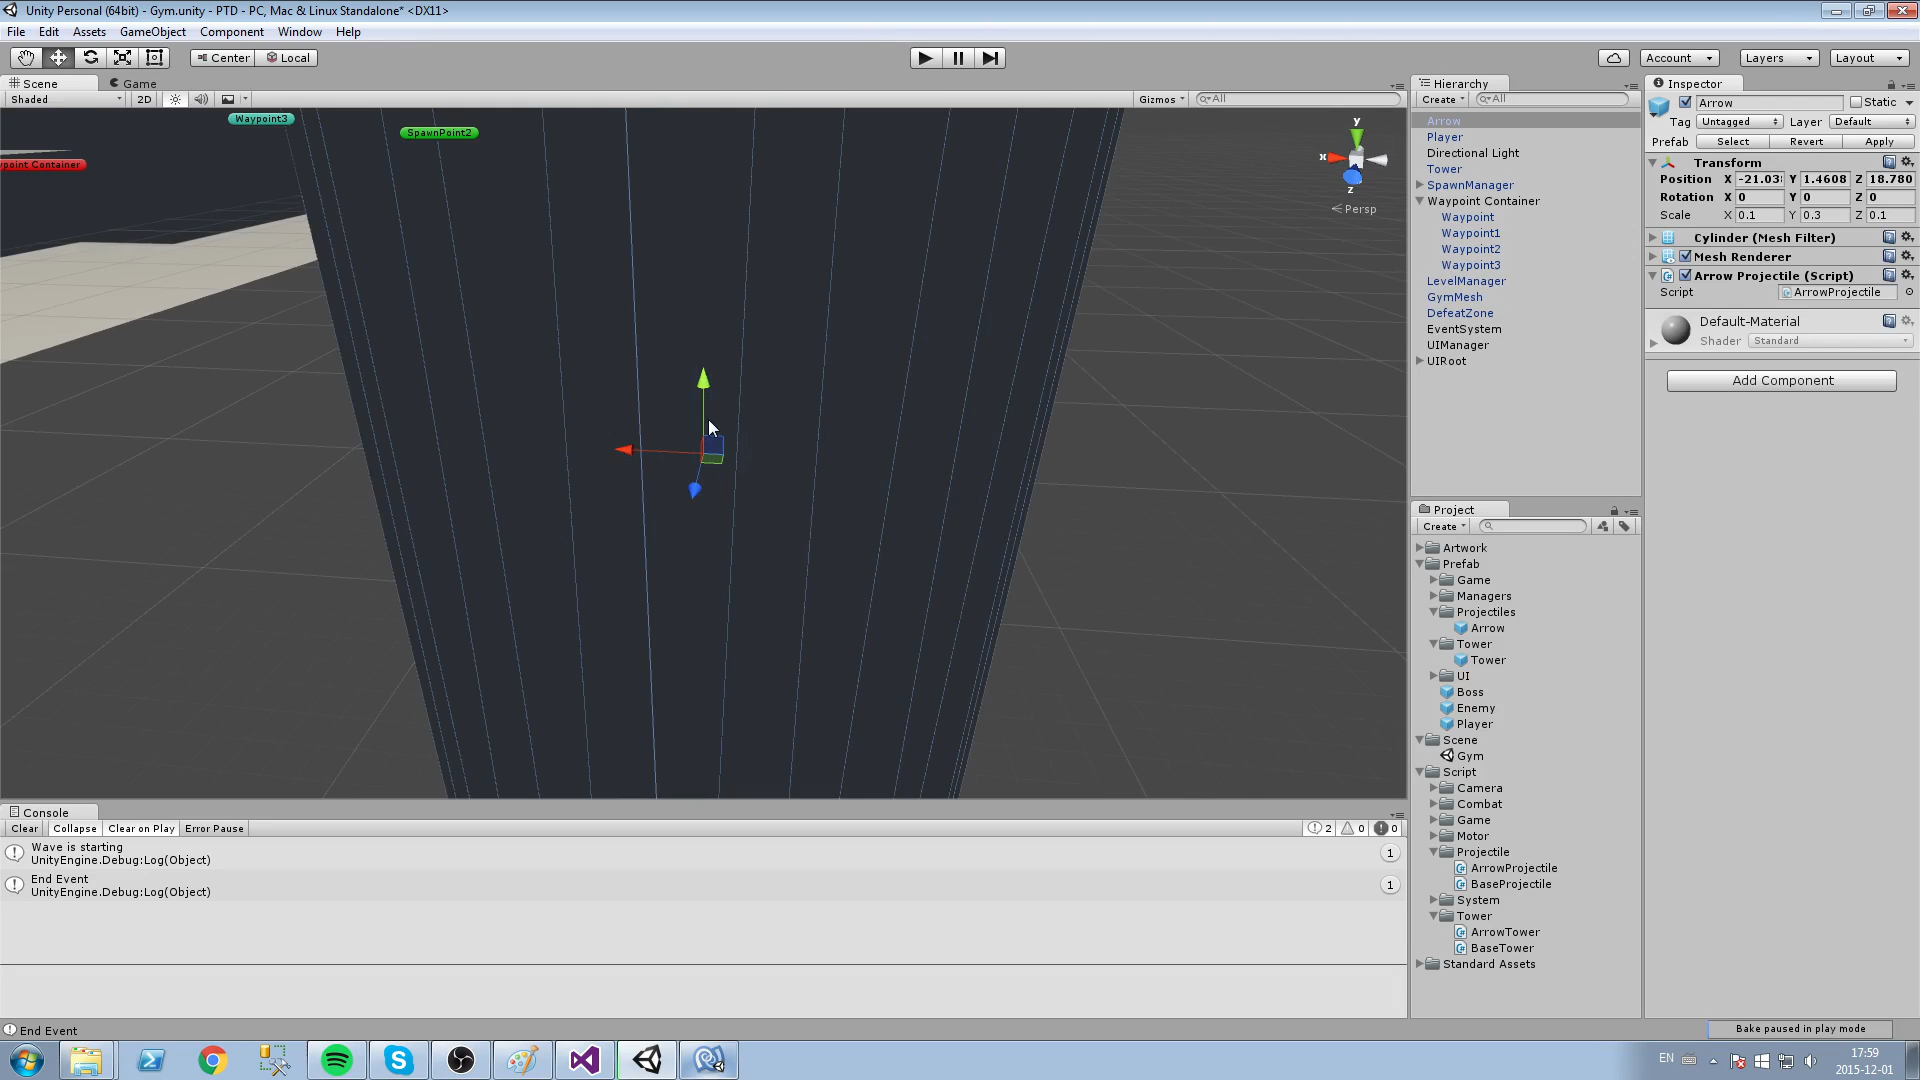 Unity Personal (64bit) - Gym.unity - PTD - PC, Mac & Linux Standalone* <DX11>
File Edit Assets GameObject Component Window Help
Center Local
Account Layers Layout
Scene Game
Shaded 2D Gizmos All
Waypoint3
SpawnPoint2
point Container
y
x
z
Persp
Hierarchy
Create All
Arrow
Player
Directional Light
Tower
SpawnManager
Waypoint Container
Waypoint
Waypoint1
Waypoint2
Waypoint3
LevelManager
GymMesh
DefeatZone
EventSystem
UIManager
UIRoot
Project
Create
Artwork
Prefab
Game
Managers
Projectiles
Arrow
Tower
Tower
UI
Boss
Enemy
Player
Scene
Gym
Script
Camera
Combat
Game
Motor
Projectile
ArrowProjectile
BaseProjectile
System
Tower
ArrowTower
BaseTower
Standard Assets
Inspector
Arrow Static
Tag Untagged Layer Default
Prefab Select Revert Apply
Transform
Position X -21.03 Y 1.4608 Z 18.780
Rotation X 0 Y 0 Z 0
Scale X 0.1 Y 0.3 Z 0.1
Cylinder (Mesh Filter)
Mesh Renderer
Arrow Projectile (Script)
Script ArrowProjectile
Default-Material
Shader Standard
Add Component
Console
Clear Collapse Clear on Play Error Pause 2 0 0
Wave is starting
UnityEngine.Debug:Log(Object) 1
End Event
UnityEngine.Debug:Log(Object) 1
End Event
Bake paused in play mode
EN 17:59
2015-12-01